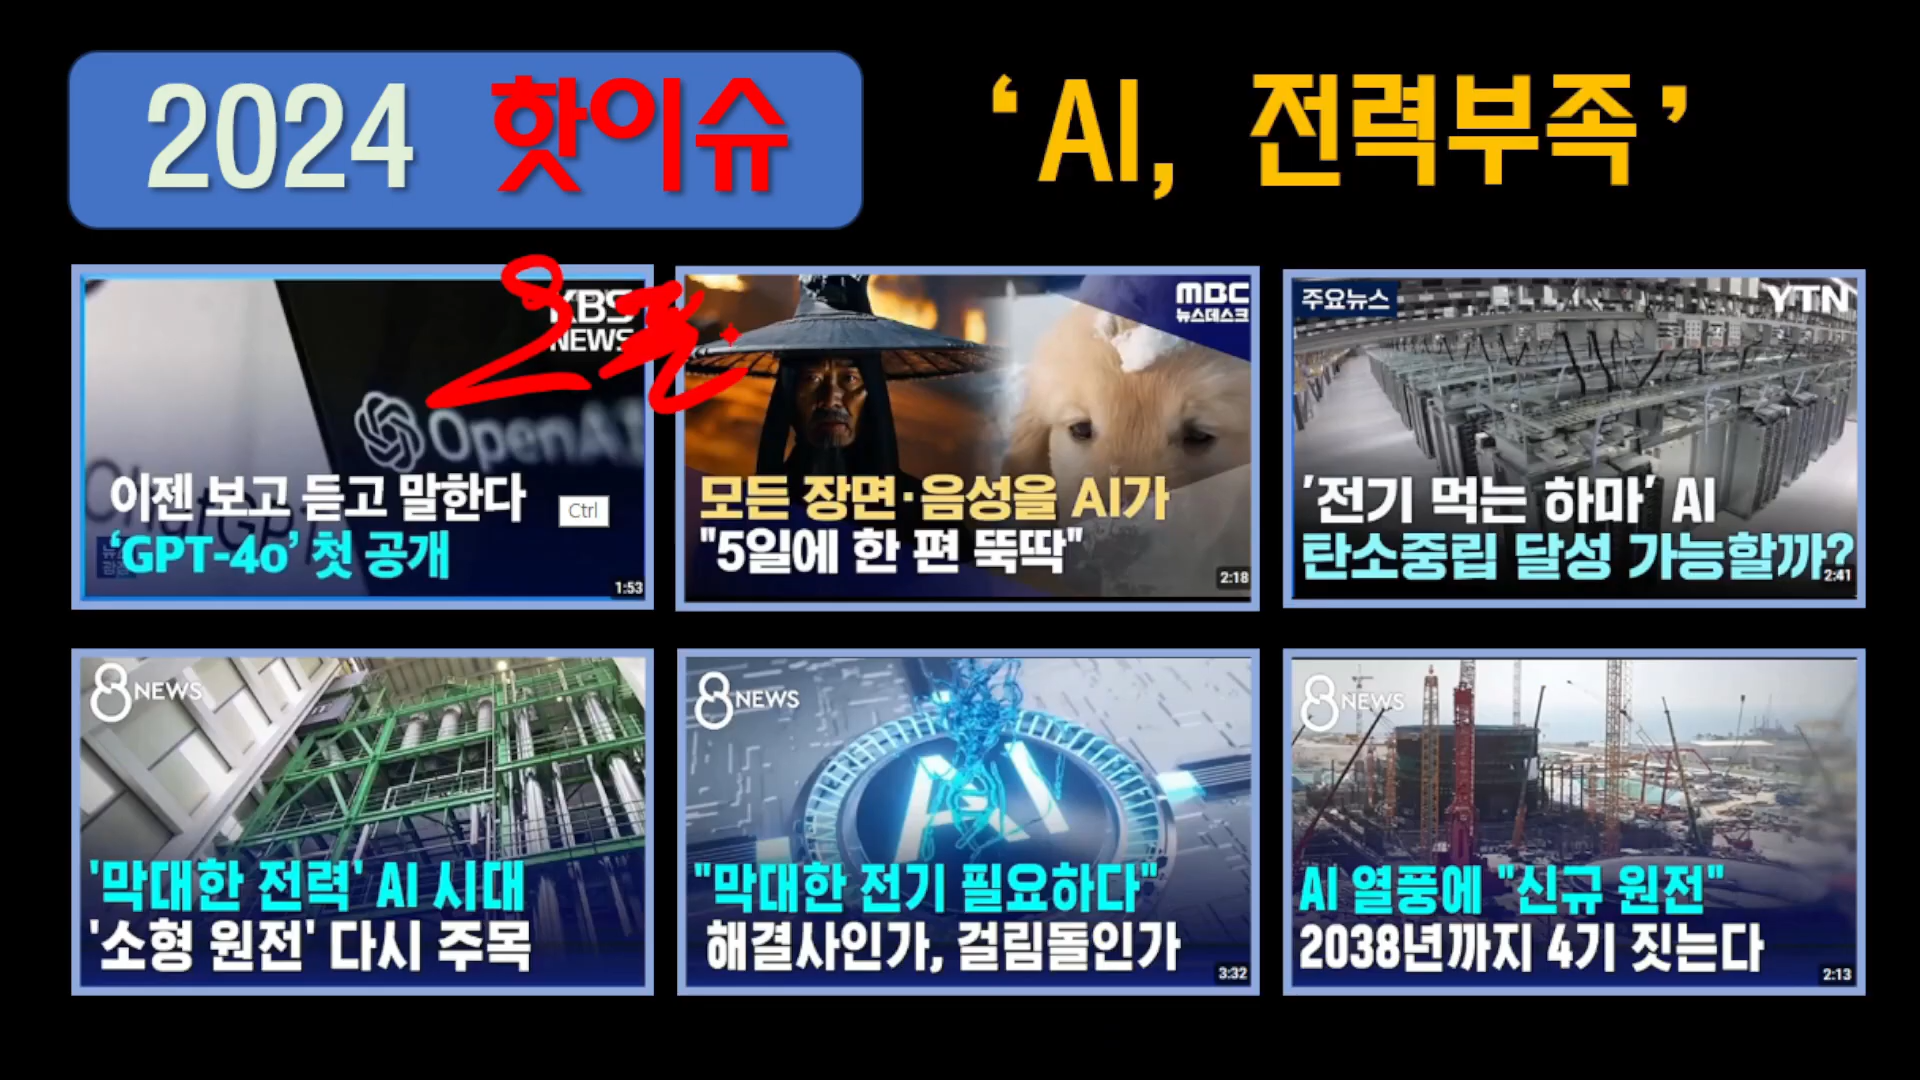 2024 핫이슈
‘AI, 전력부족’
KBS
NEWS
OpenAI
이젠 보고 듣고 말한다
‘GPT-4o’ 첫 공개
Ctrl
1:53
MBC
뉴스데스크
모든 장면·음성을 AI가
"5일에 한 편 뚝딱"
2:18
주요뉴스
YTN
'전기 먹는 하마' AI
탄소중립 달성 가능할까?
2:41
8 NEWS
'막대한 전력' AI 시대
'소형 원전' 다시 주목
8 NEWS
AI
"막대한 전기 필요하다"
해결사인가, 걸림돌인가
3:32
8 NEWS
AI 열풍에 "신규 원전"
2038년까지 4기 짓는다
2:13